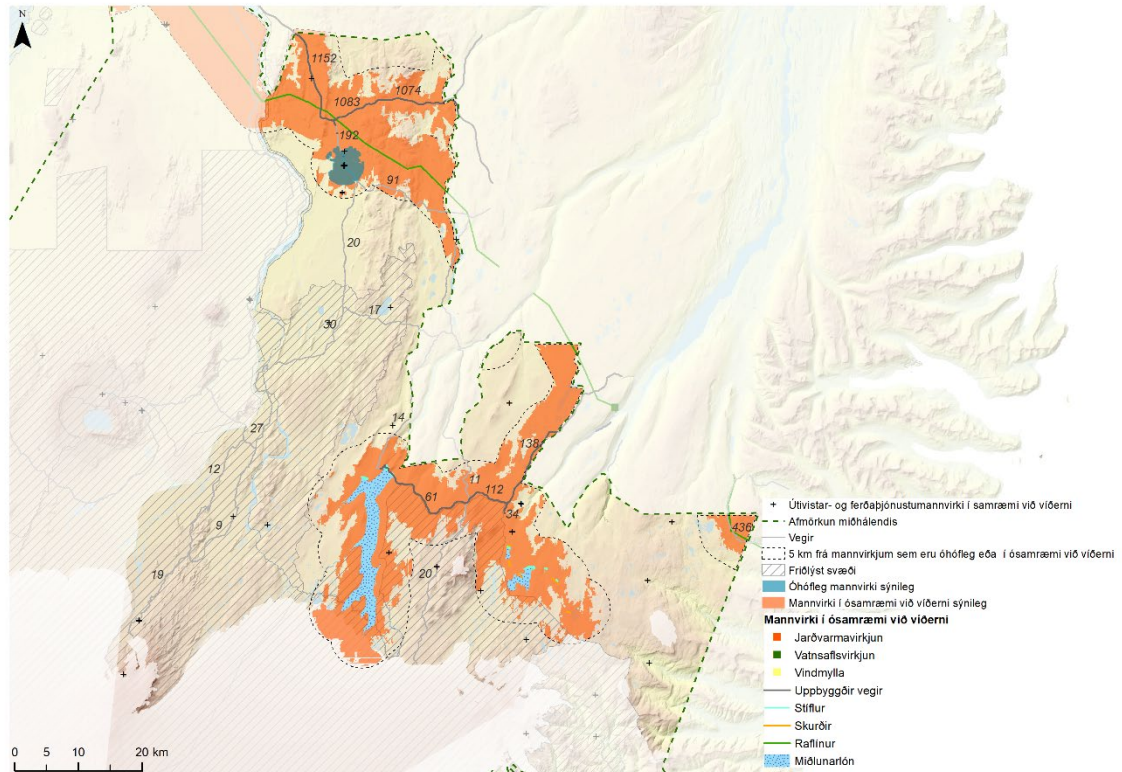 N
1152
1074
1083
192
91
20
17
30
14
27
138
12
11
61
112
34
9
436
20
19
Útivistar- og ferðaþjónustumannvirki í samræmi við víðerni
Afmörkun miðhálendis
Vegir
5 km frá mannvirkjum sem eru óhófleg eða í ósamræmi við víðerni
Friðlýst svæði
Óhófleg mannvirki sýnileg
Mannvirki í ósamræmi við víðerni sýnileg
Mannvirki í ósamræmi við víðerni
Jarðvarmavirkjun
Vatnsaflsvirkjun
Vindmylla
Uppbyggðir vegir
Stíflur
Skurðir
Raflínur
Miðlunarlón
0 5 10 20 km